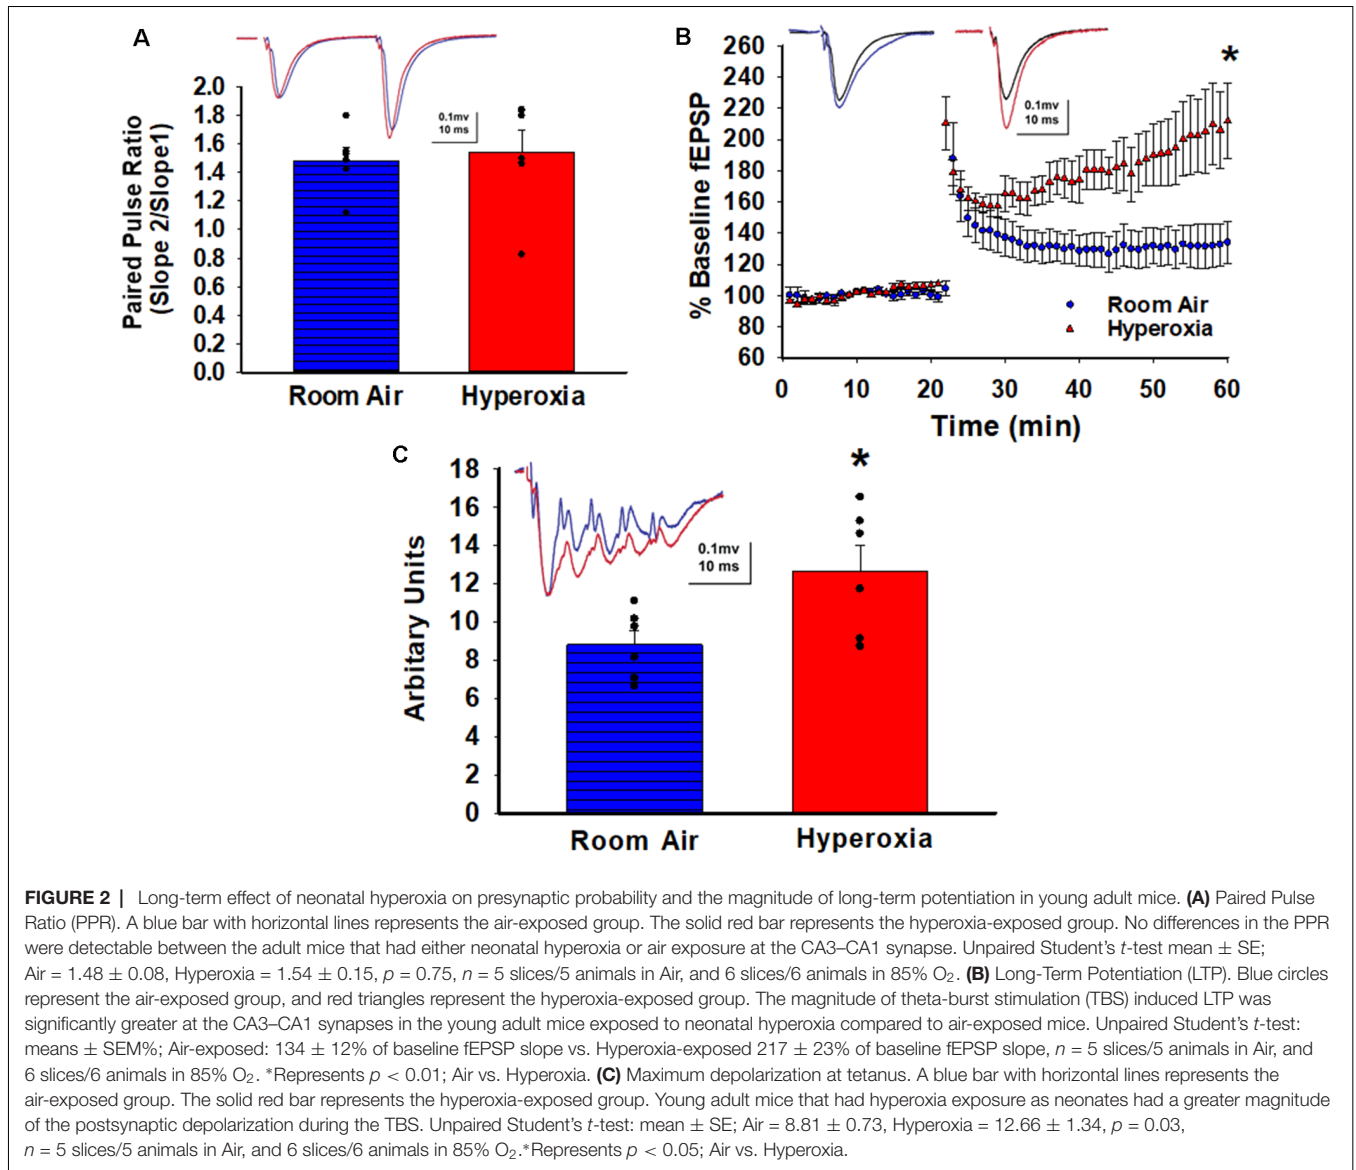 A
2.0
1.8
1.6
1.4
1.2
1.0
0.8
0.6
0.4
0.2
0.0
Paired Pulse Ratio
(Slope 2/Slope1)
0.1mv
10 ms
Room Air
Hyperoxia
B
260
240
220
200
180
160
140
120
100
80
60
% Baseline fEPSP
0.1mv
10 ms
*
Room Air
Hyperoxia
0 10 20 30 40 50 60
Time (min)
C
18
16
14
12
10
8
6
4
2
0
Arbitary Units
0.1mv
10 ms
*
Room Air
Hyperoxia
FIGURE 2 | Long-term effect of neonatal hyperoxia on presynaptic probability and the magnitude of long-term potentiation in young adult mice. (A) Paired Pulse
Ratio (PPR). A blue bar with horizontal lines represents the air-exposed group. The solid red bar represents the hyperoxia-exposed group. No differences in the PPR
were detectable between the adult mice that had either neonatal hyperoxia or air exposure at the CA3–CA1 synapse. Unpaired Student's t-test mean ± SE;
Air = 1.48 ± 0.08, Hyperoxia = 1.54 ± 0.15, p = 0.75, n = 5 slices/5 animals in Air, and 6 slices/6 animals in 85% O₂. (B) Long-Term Potentiation (LTP). Blue circles
represent the air-exposed group, and red triangles represent the hyperoxia-exposed group. The magnitude of theta-burst stimulation (TBS) induced LTP was
significantly greater at the CA3–CA1 synapses in the young adult mice exposed to neonatal hyperoxia compared to air-exposed mice. Unpaired Student's t-test:
means ± SEM%; Air-exposed: 134 ± 12% of baseline fEPSP slope vs. Hyperoxia-exposed 217 ± 23% of baseline fEPSP slope, n = 5 slices/5 animals in Air, and
6 slices/6 animals in 85% O₂. *Represents p < 0.01; Air vs. Hyperoxia. (C) Maximum depolarization at tetanus. A blue bar with horizontal lines represents the
air-exposed group. The solid red bar represents the hyperoxia-exposed group. Young adult mice that had hyperoxia exposure as neonates had a greater magnitude
of the postsynaptic depolarization during the TBS. Unpaired Student's t-test: mean ± SE; Air = 8.81 ± 0.73, Hyperoxia = 12.66 ± 1.34, p = 0.03,
n = 5 slices/5 animals in Air, and 6 slices/6 animals in 85% O₂.*Represents p < 0.05; Air vs. Hyperoxia.